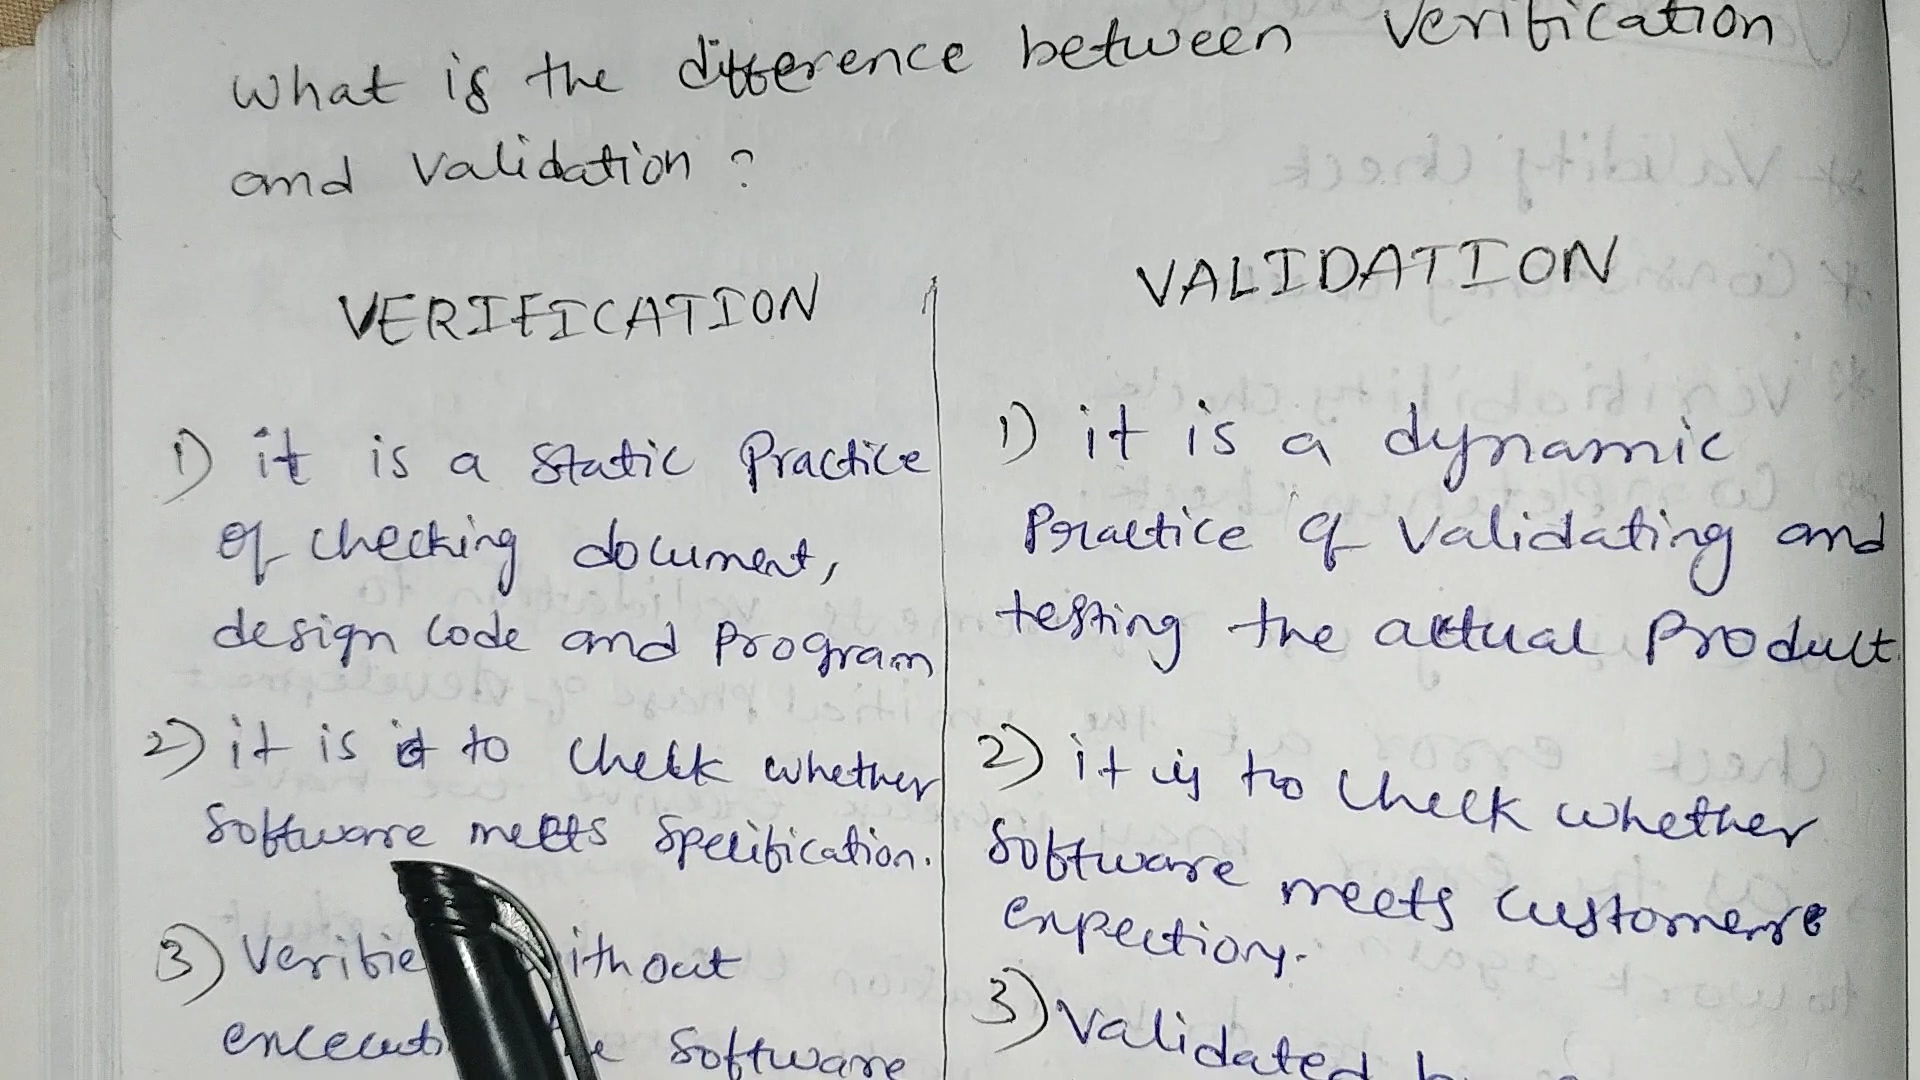 What is the difference between Verification
and Validation ?
VERIFICATION
1) it is a static Practice
of checking document,
design code and Program
2) it is to check whether
Software meets Specification.
3)
Software
VALIDATION
1) it is a dynamic
Practice of Validating and
testing the actual Product.
2) it is to check whether
Software meets customers
expection.
3) Validated